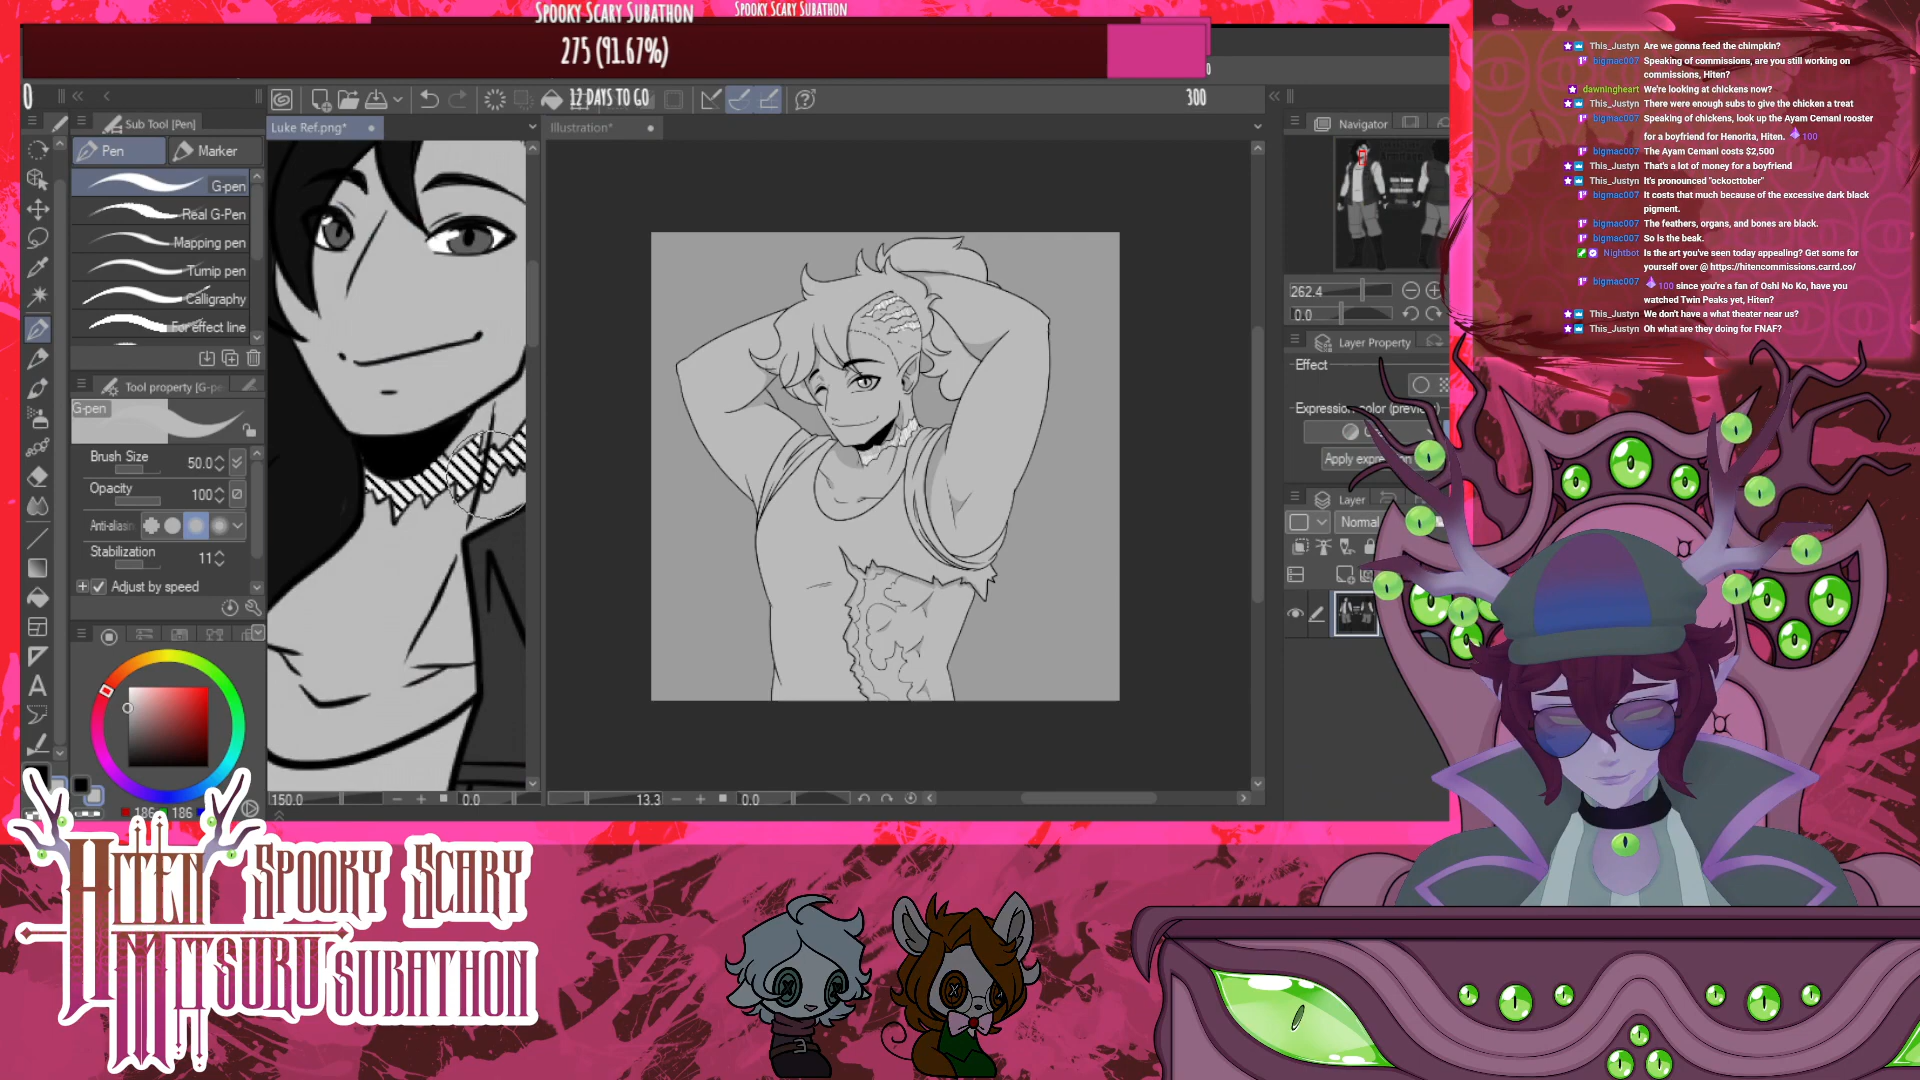 Spooky Scary Subathon
Spooky Scary Subathon
275 (91.67%)
0
12 days to go
300
Sub Tool [Pen]
Luke Ref.png*
Illustration*
Navigator
Pen
Marker
G-pen
Real G-Pen
Mapping pen
Turnip pen
Calligraphy
For effect line
Tool property [G-pe
G-pen
Brush Size
50.0
Opacity
100
Anti-aliasin
Stabilization
11
Adjust by speed
186
186
150.0
0.0
13.3
0.0
262.4
0.0
Layer Property
Effect
Expression color (preview
Apply expre
Layer
Normal
This_Justyn Are we gonna feed the chimpkin?
bigmac007 Speaking of commissions, are you still working on
commissions, Hiten?
dawningheart We're looking at chickens now?
This_Justyn There were enough subs to give the chicken a treat
bigmac007 Speaking of chickens, look up the Ayam Cemani rooster
for a boyfriend for Henorita, Hiten. 100
bigmac007 The Ayam Cemani costs $2,500
This_Justyn That's a lot of money for a boyfriend
This_Justyn It's pronounced "ockocttober"
bigmac007 It costs that much because of the excessive dark black
pigment.
bigmac007 The feathers, organs, and bones are black.
bigmac007 So Is the beak.
Nightbot Is the art you've seen today appealing? Get some for
yourself over @ https://hitencommissions.carrd.co/
bigmac007 100 since you're a fan of Oshi No Ko, have you
watched Twin Peaks yet, Hiten?
This_Justyn We don't have a what theater near us?
This_Justyn Oh what are they doing for FNAF?
Hiten Mitsuru
Spooky Scary
Subathon